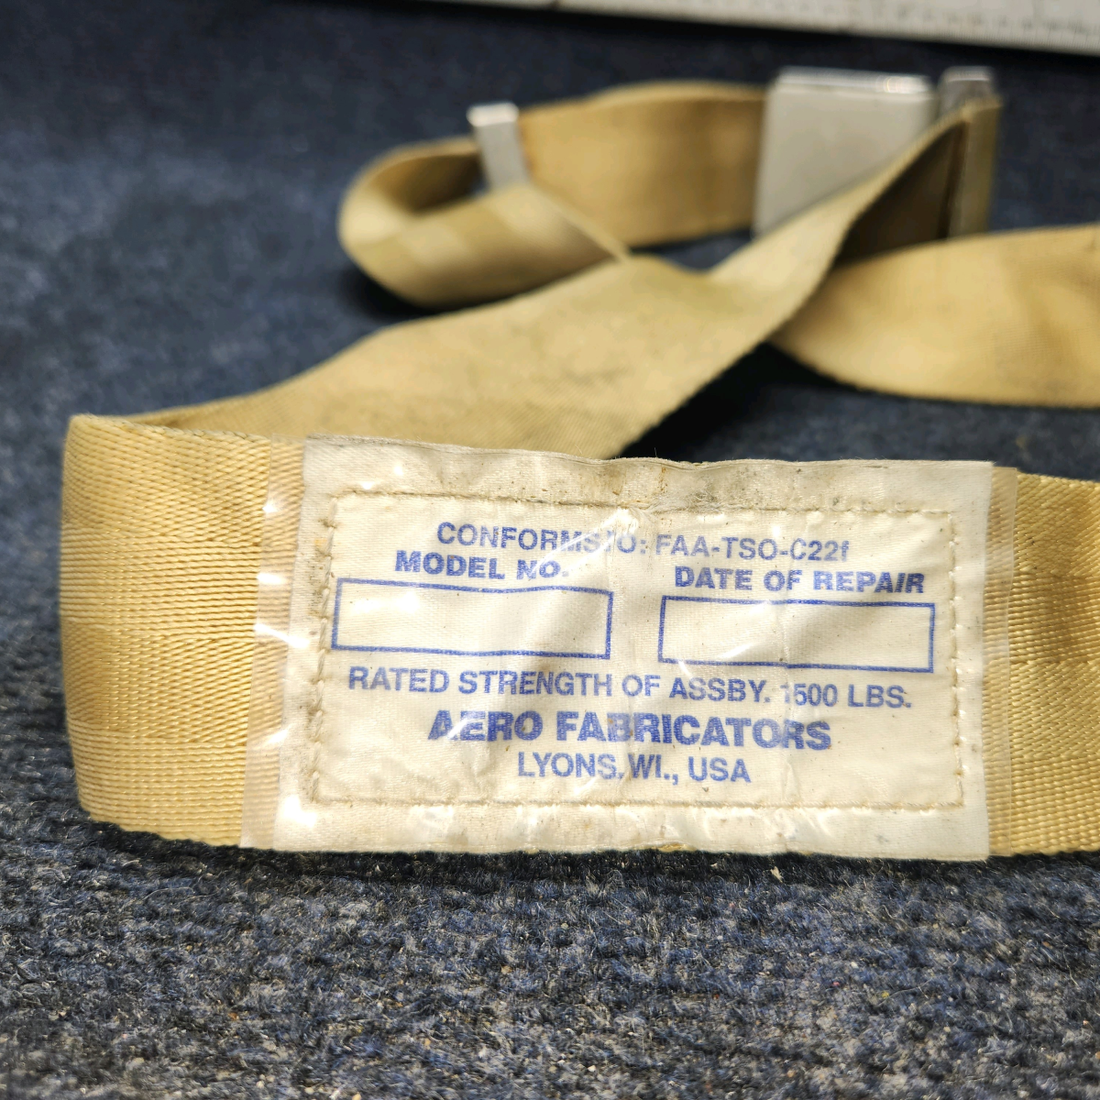 CONFORMS TO: FAA-TSO-C22f
MODEL NO.
DATE OF REPAIR
RATED STRENGTH OF ASSBY. 1500 LBS.
AERO FABRICATORS
LYONS, WI., USA